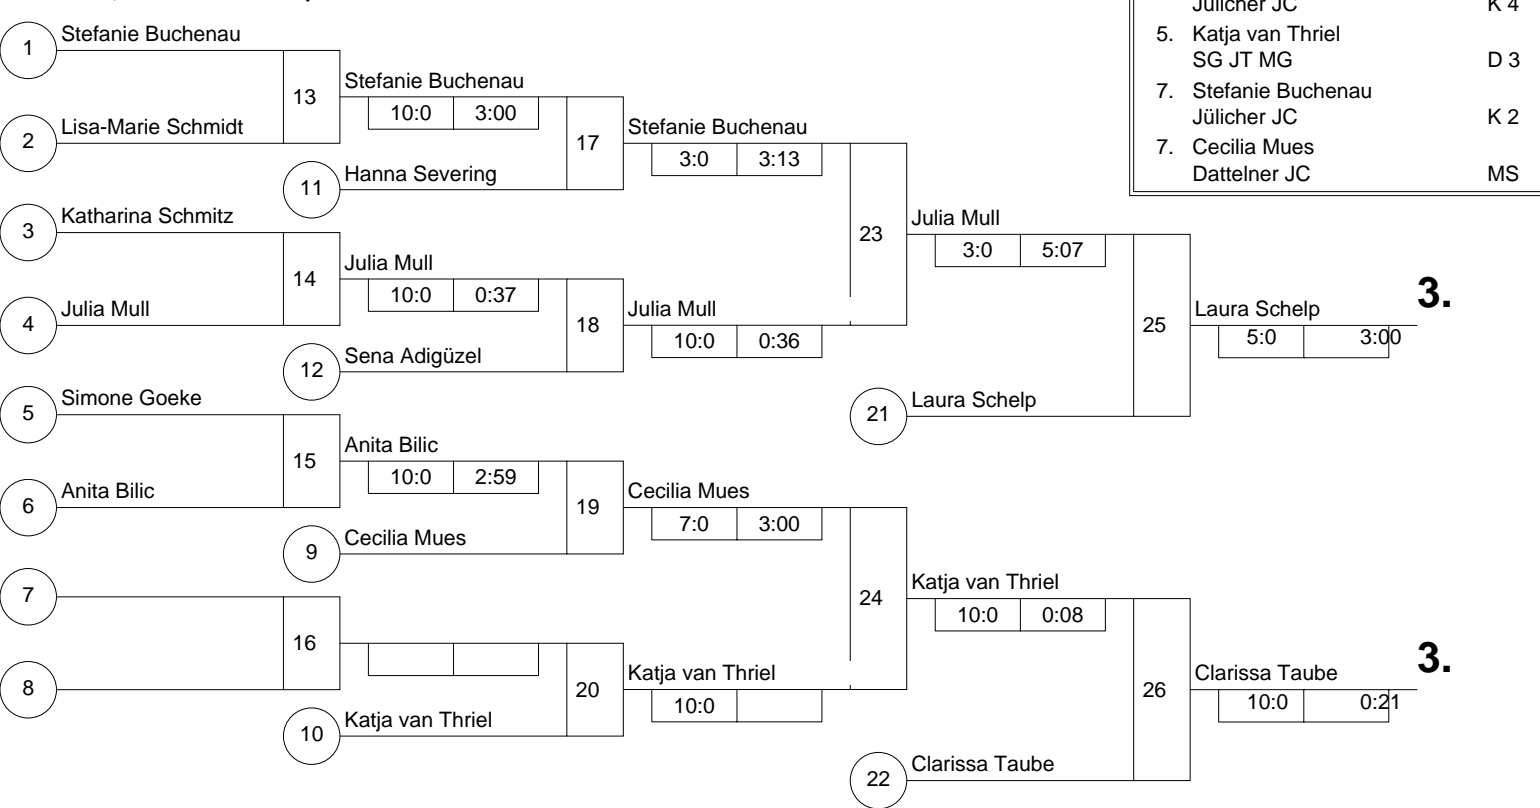 Jülicher JC K 4
5. Katja van Thriel
SG JT MG D 3
7. Stefanie Buchenau
Jülicher JC K 2
7. Cecilia Mues
Dattelner JC MS
1 Stefanie Buchenau
13
Stefanie Buchenau
10:0 3:00
2 Lisa-Marie Schmidt
17
Stefanie Buchenau
3:0 3:13
11 Hanna Severing
3 Katharina Schmitz
23
Julia Mull
3:0 5:07
14
Julia Mull
10:0 0:37
4 Julia Mull
18
Julia Mull
10:0 0:36
25
Laura Schelp
5:0 3:00
3.
12 Sena Adigüzel
5 Simone Goeke
21 Laura Schelp
15
Anita Bilic
10:0 2:59
6 Anita Bilic
19
Cecilia Mues
7:0 3:00
9 Cecilia Mues
7
24
Katja van Thriel
10:0 0:08
16
8
20
Katja van Thriel
10:0
26
Clarissa Taube
10:0 0:21
3.
10 Katja van Thriel
22 Clarissa Taube